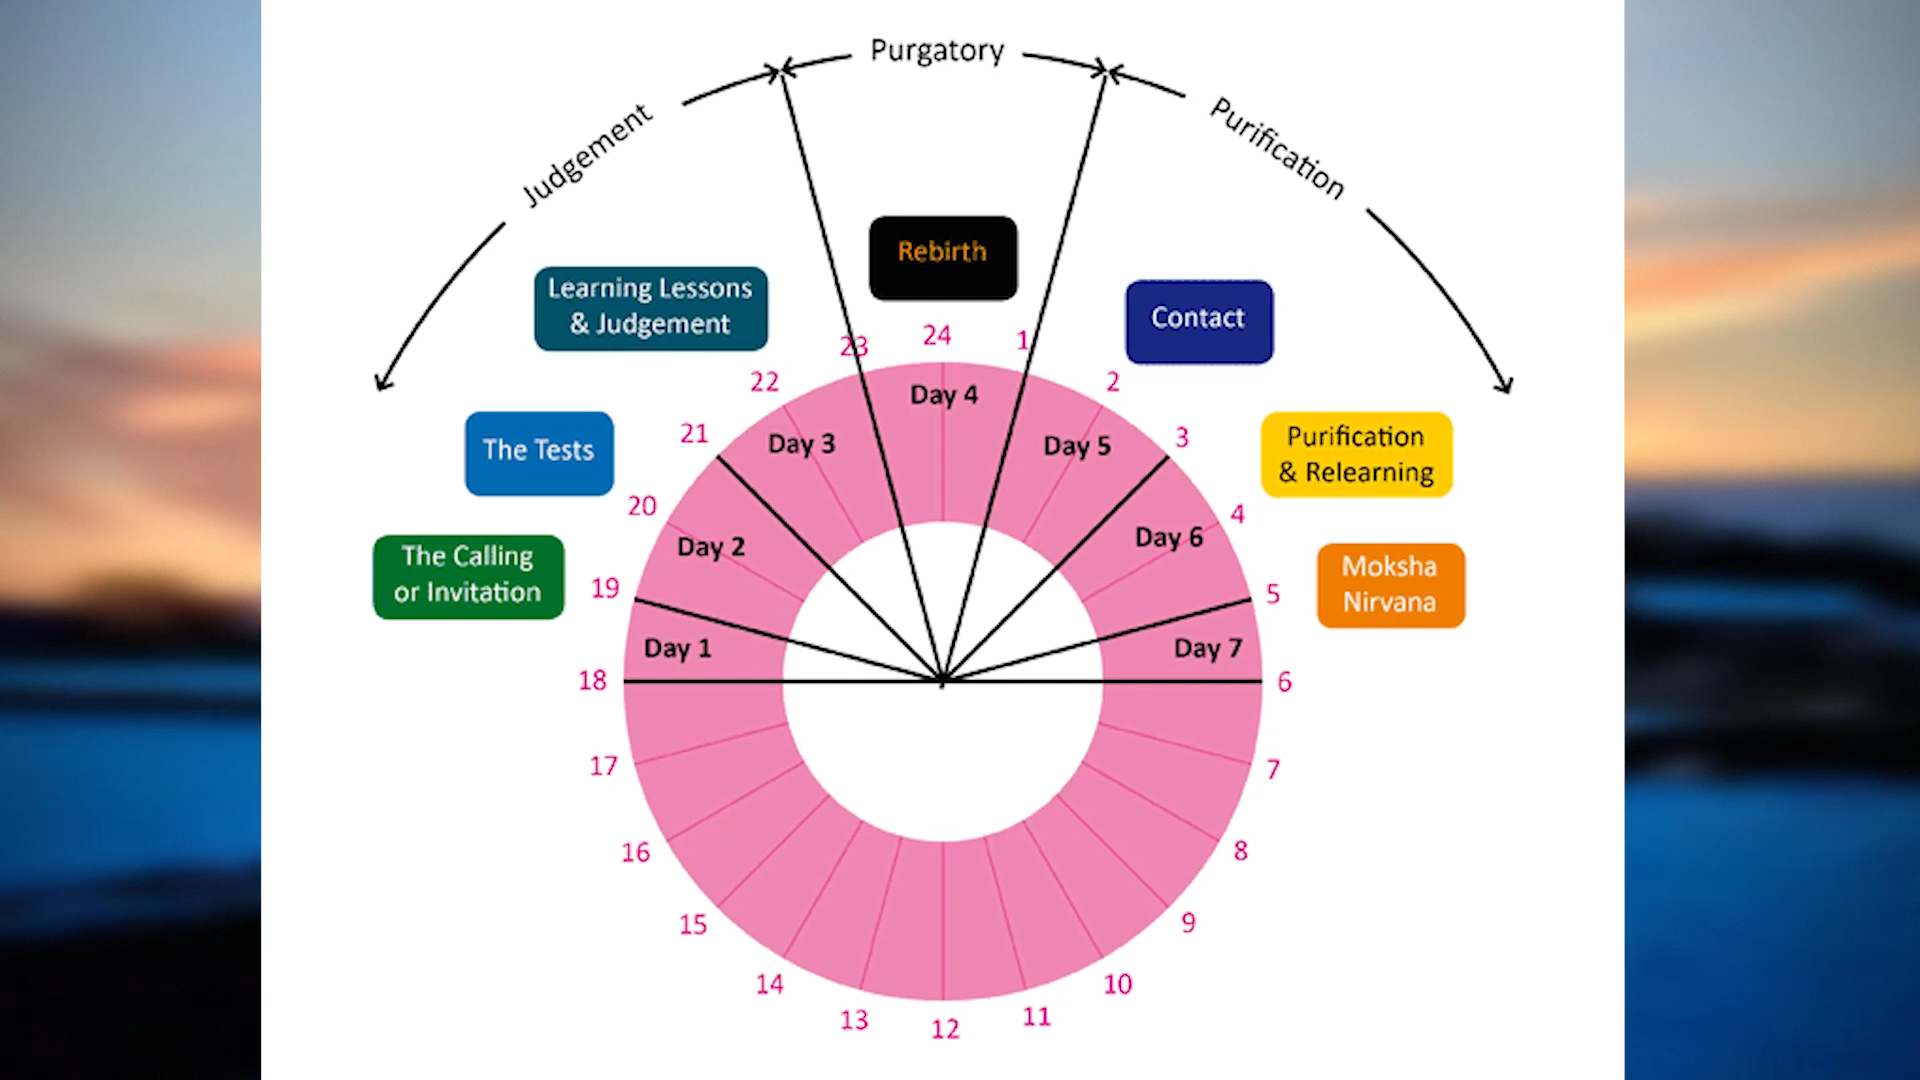 Purgatory
Judgement
Purification
Rebirth
Learning Lessons
& Judgement
Contact
The Tests
Purification
& Relearning
The Calling
or Invitation
Moksha
Nirvana
23
24
1
22
2
21
3
20
4
19
5
18
6
17
7
16
8
15
9
14
10
13
12
11
Day 4
Day 3
Day 5
Day 2
Day 6
Day 1
Day 7